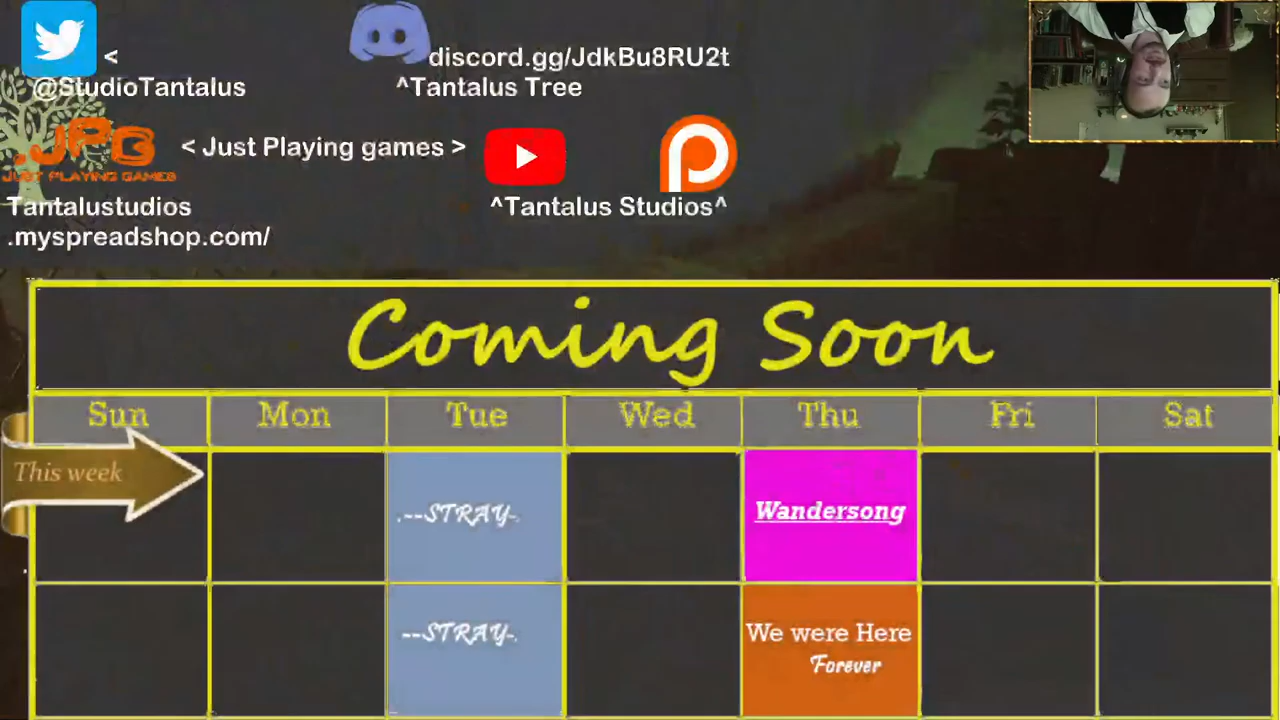 <
@StudioTantalus
discord.gg/JdkBu8RU2t
^Tantalus Tree
.JPG
JUST PLAYING GAMES
< Just Playing games >
^Tantalus Studios^
Tantalustudios
.myspreadshop.com/
Coming Soon
Sun Mon Tue Wed Thu Fri Sat
This week
.--STRAY-.
Wandersong
--STRAY-.
We were Here
Forever